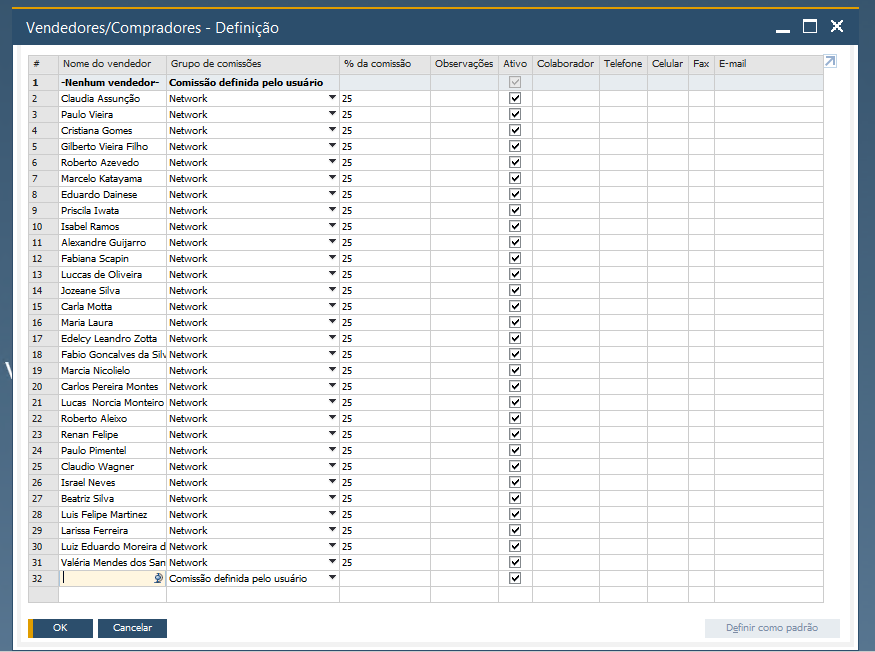 Vendedores/Compradores - Definição
# Nome do vendedor Grupo de comissões % da comissão Observações Ativo Colaborador Telefone Celular Fax E-mail
1 -Nenhum vendedor- Comissão definida pelo usuário
2 Claudia Assunção Network 25
3 Paulo Vieira Network 25
4 Cristiana Gomes Network 25
5 Gilberto Vieira Filho Network 25
6 Roberto Azevedo Network 25
7 Marcelo Katayama Network 25
8 Eduardo Dainese Network 25
9 Priscila Iwata Network 25
10 Isabel Ramos Network 25
11 Alexandre Guijarro Network 25
12 Fabiana Scapin Network 25
13 Luccas de Oliveira Network 25
14 Jozeane Silva Network 25
15 Carla Motta Network 25
16 Maria Laura Network 25
17 Edelcy Leandro Zotta Network 25
18 Fabio Goncalves da Silv Network 25
19 Marcia Nicolielo Network 25
20 Carlos Pereira Montes Network 25
21 Lucas Norcia Monteiro Network 25
22 Roberto Aleixo Network 25
23 Renan Felipe Network 25
24 Paulo Pimentel Network 25
25 Claudio Wagner Network 25
26 Israel Neves Network 25
27 Beatriz Silva Network 25
28 Luis Felipe Martinez Network 25
29 Larissa Ferreira Network 25
30 Luiz Eduardo Moreira d Network 25
31 Valéria Mendes dos San Network 25
32 Comissão definida pelo usuário
OK Cancelar Definir como padrão